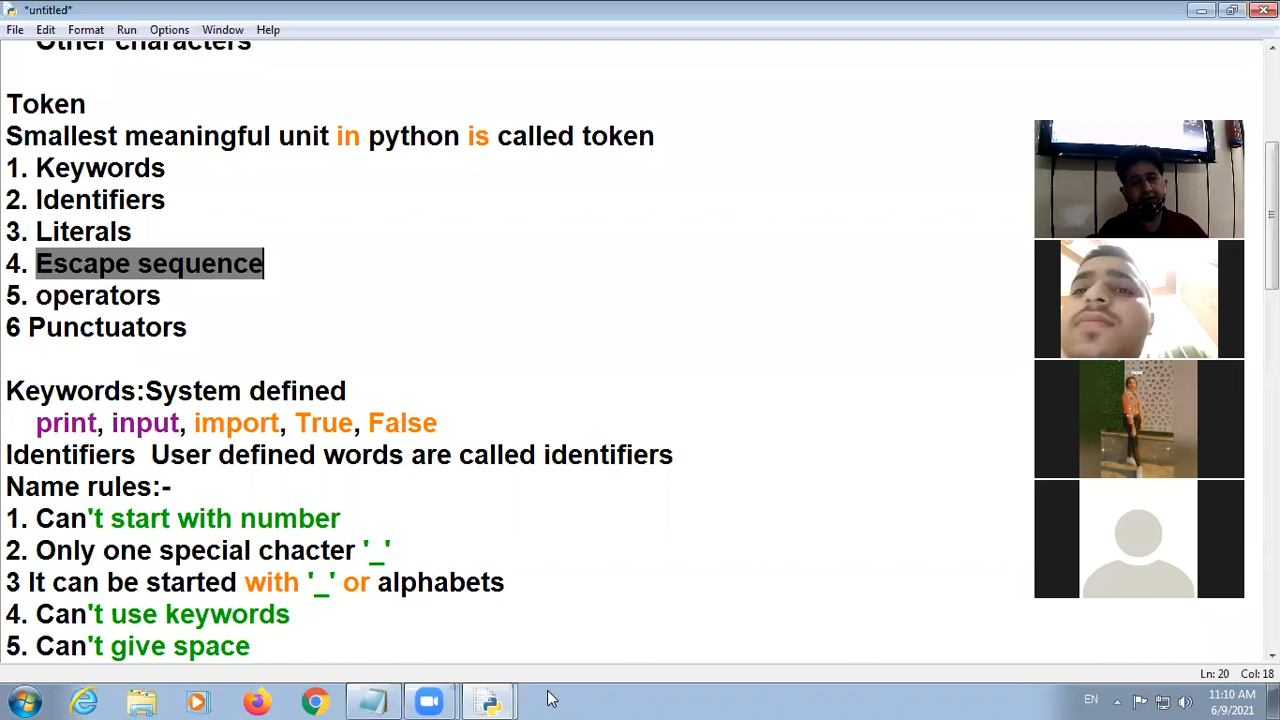 *untitled*
File Edit Format Run Options Window Help
Other characters
Token
Smallest meaningful unit in python is called token
1. Keywords
2. Identifiers
3. Literals
4. Escape sequence
5. operators
6 Punctuators
Keywords:System defined
print, input, import, True, False
Identifiers User defined words are called identifiers
Name rules:-
1. Can't start with number
2. Only one special chacter '_'
3 It can be started with '_' or alphabets
4. Can't use keywords
5. Can't give space
Ln: 20 Col: 18
EN 11:10 AM
6/9/2021